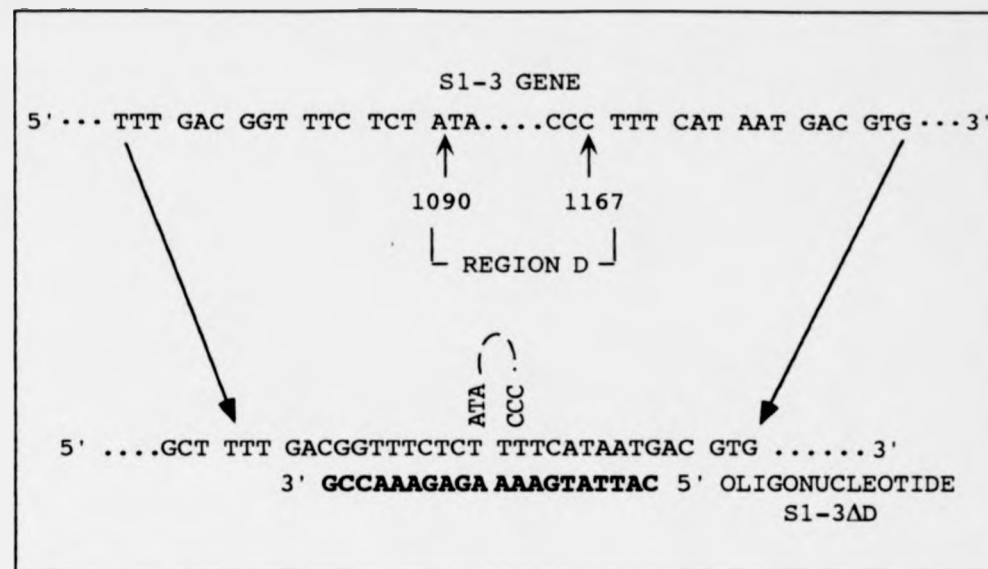 S1-3 GENE
5' ··· TTT GAC GGT TTC TCT ATA....CCC TTT CAT AAT GAC GTG ··· 3'
1090 1167
REGION D
ATA CCC
5' ....GCT TTT GACGGTTTCTCT TTTCATAATGAC GTG .......3'
3' GCCAAAGAGA AAAGTATTAC 5' OLIGONUCLEOTIDE
S1-3ΔD